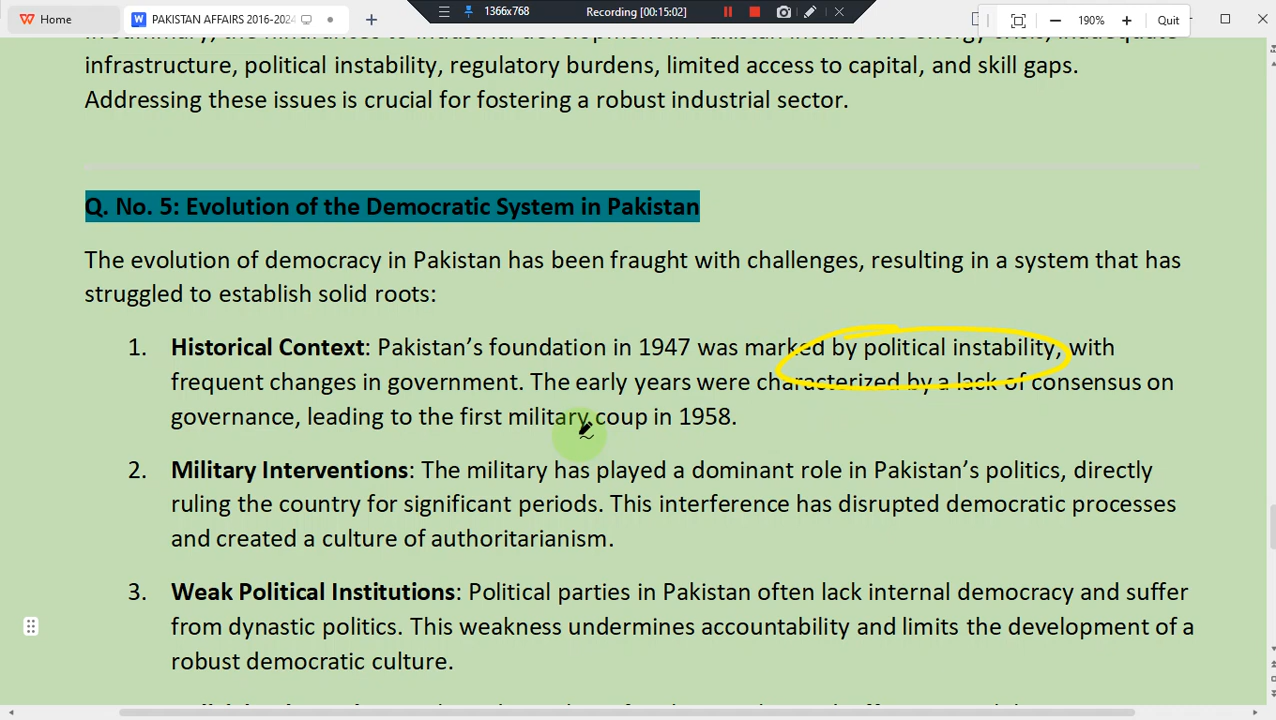 Home
PAKISTAN AFFAIRS 2016-2024
1366x768
Recording [00:15:02]
190%
Quit
infrastructure, political instability, regulatory burdens, limited access to capital, and skill gaps.
Addressing these issues is crucial for fostering a robust industrial sector.
Q. No. 5: Evolution of the Democratic System in Pakistan
The evolution of democracy in Pakistan has been fraught with challenges, resulting in a system that has
struggled to establish solid roots:
1. Historical Context: Pakistan’s foundation in 1947 was marked by political instability, with
frequent changes in government. The early years were characterized by a lack of consensus on
governance, leading to the first military coup in 1958.
2. Military Interventions: The military has played a dominant role in Pakistan’s politics, directly
ruling the country for significant periods. This interference has disrupted democratic processes
and created a culture of authoritarianism.
3. Weak Political Institutions: Political parties in Pakistan often lack internal democracy and suffer
from dynastic politics. This weakness undermines accountability and limits the development of a
robust democratic culture.